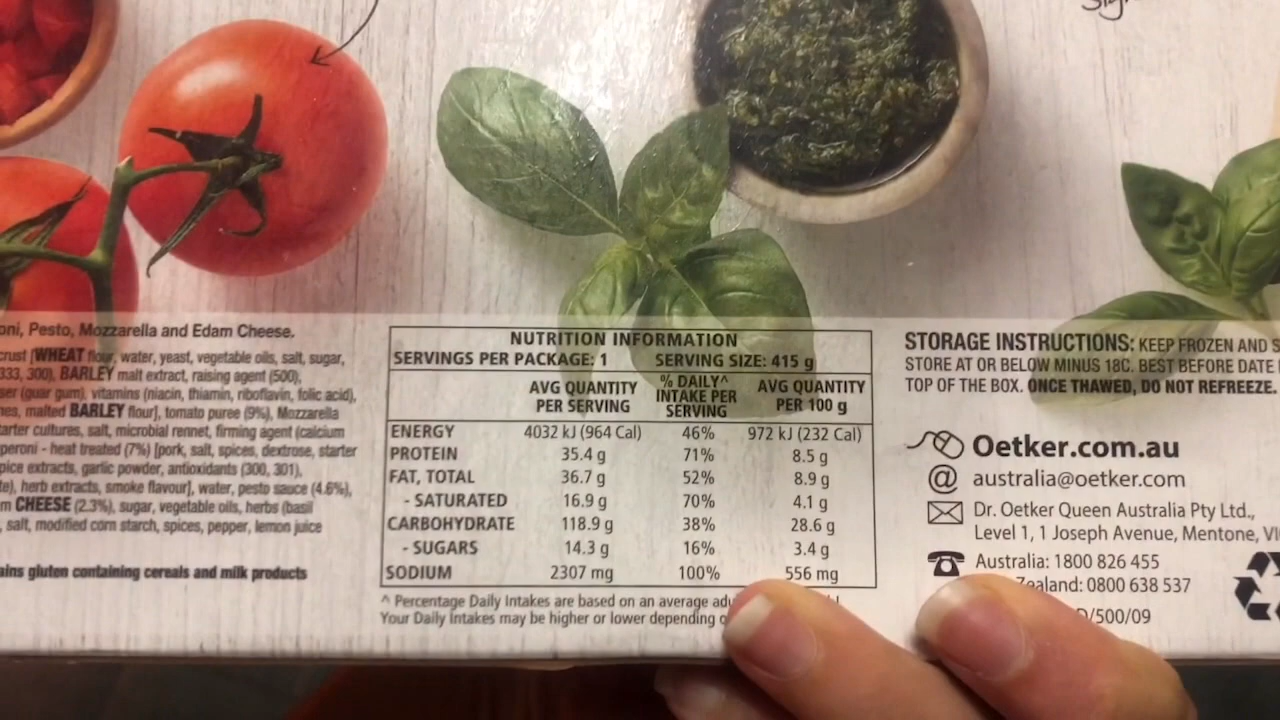 oni, Pesto, Mozzarella and Edam Cheese.
crust [WHEAT flour, water, yeast, vegetable oils, salt, sugar,
333, 300), BARLEY malt extract, raising agent (500),
ser (guar gum), vitamins (niacin, thiamin, riboflavin, folic acid),
mes, malted BARLEY flour], tomato puree (9%), Mozzarella
arter cultures, salt, microbial rennet, firming agent (calcium
peroni - heat treated (7%) [pork, salt, spices, dextrose, starter
pice extracts, garlic powder, antioxidants (300, 301),
te), herb extracts, smoke flavour], water, pesto sauce (4.6%),
m CHEESE (2.3%), sugar, vegetable oils, herbs (basil
, salt, modified corn starch, spices, pepper, lemon juice
ains gluten containing cereals and milk products
NUTRITION INFORMATION
SERVINGS PER PACKAGE: 1 SERVING SIZE: 415 g
AVG QUANTITY PER SERVING % DAILY^ INTAKE PER SERVING AVG QUANTITY PER 100 g
ENERGY 4032 kJ (964 Cal) 46% 972 kJ (232 Cal)
PROTEIN 35.4 g 71% 8.5 g
FAT, TOTAL 36.7 g 52% 8.9 g
- SATURATED 16.9 g 70% 4.1 g
CARBOHYDRATE 118.9 g 38% 28.6 g
- SUGARS 14.3 g 16% 3.4 g
SODIUM 2307 mg 100% 556 mg
^ Percentage Daily Intakes are based on an average adu
Your Daily Intakes may be higher or lower depending o
STORAGE INSTRUCTIONS: KEEP FROZEN AND S
STORE AT OR BELOW MINUS 18C. BEST BEFORE DATE
TOP OF THE BOX. ONCE THAWED, DO NOT REFREEZE.
Oetker.com.au
@ australia@oetker.com
Dr. Oetker Queen Australia Pty Ltd.,
Level 1, 1 Joseph Avenue, Mentone, VI
Australia: 1800 826 455
Zealand: 0800 638 537
D/500/09